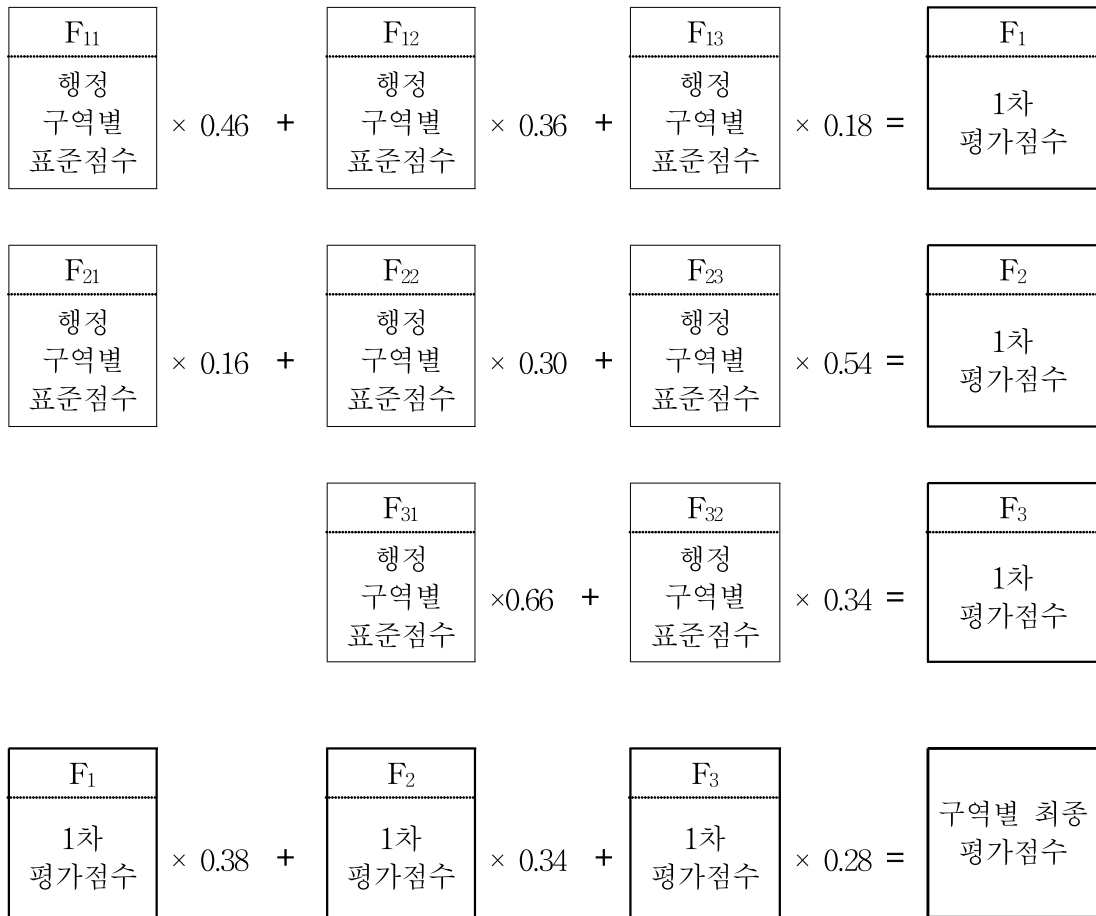 F₁₁ F₁₂ F₁₃ F₁
행정 행정 행정
구역별 × 0.46 + 구역별 × 0.36 + 구역별 × 0.18 = 1차
표준점수 표준점수 표준점수 평가점수
F₂₁ F₂₂ F₂₃ F₂
행정 행정 행정
구역별 × 0.16 + 구역별 × 0.30 + 구역별 × 0.54 = 1차
표준점수 표준점수 표준점수 평가점수
F₃₁ F₃₂ F₃
행정 행정
구역별 ×0.66 + 구역별 × 0.34 = 1차
표준점수 표준점수 평가점수
F₁ F₂ F₃
1차 1차 1차 구역별 최종
평가점수 × 0.38 + 평가점수 × 0.34 + 평가점수 × 0.28 = 평가점수